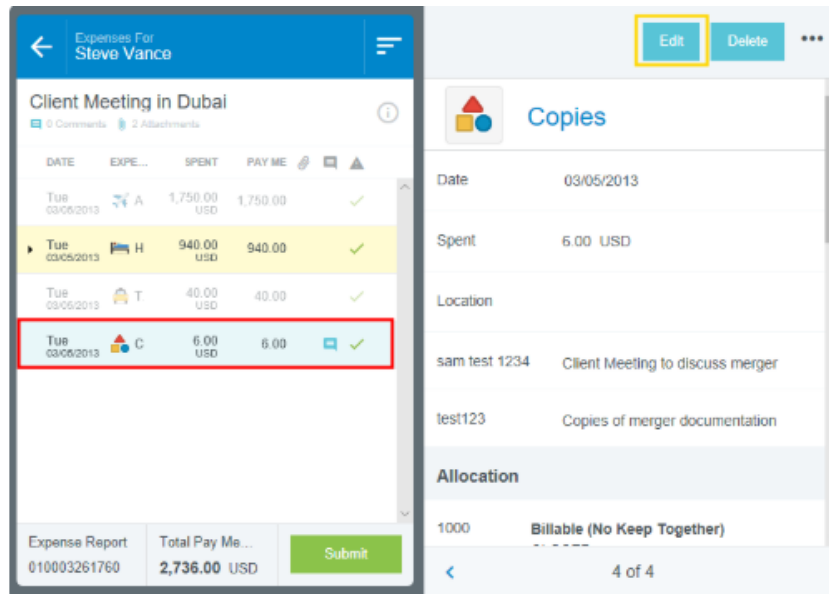 Expenses For
Steve Vance
Client Meeting in Dubai
0 Comments 2 Attachments
DATE EXPE... SPENT PAY ME
Tue
03/05/2013
A
1,750.00
USD
1,750.00
Tue
03/05/2013
H
940.00
USD
940.00
Tue
03/05/2013
T
40.00
USD
40.00
Tue
03/05/2013
C
6.00
USD
6.00
Expense Report
010003261760
Total Pay Me...
2,736.00 USD
Submit
Edit
Delete
Copies
Date 03/05/2013
Spent 6.00 USD
Location
sam test 1234 Client Meeting to discuss merger
test123 Copies of merger documentation
Allocation
1000 Billable (No Keep Together)
4 of 4